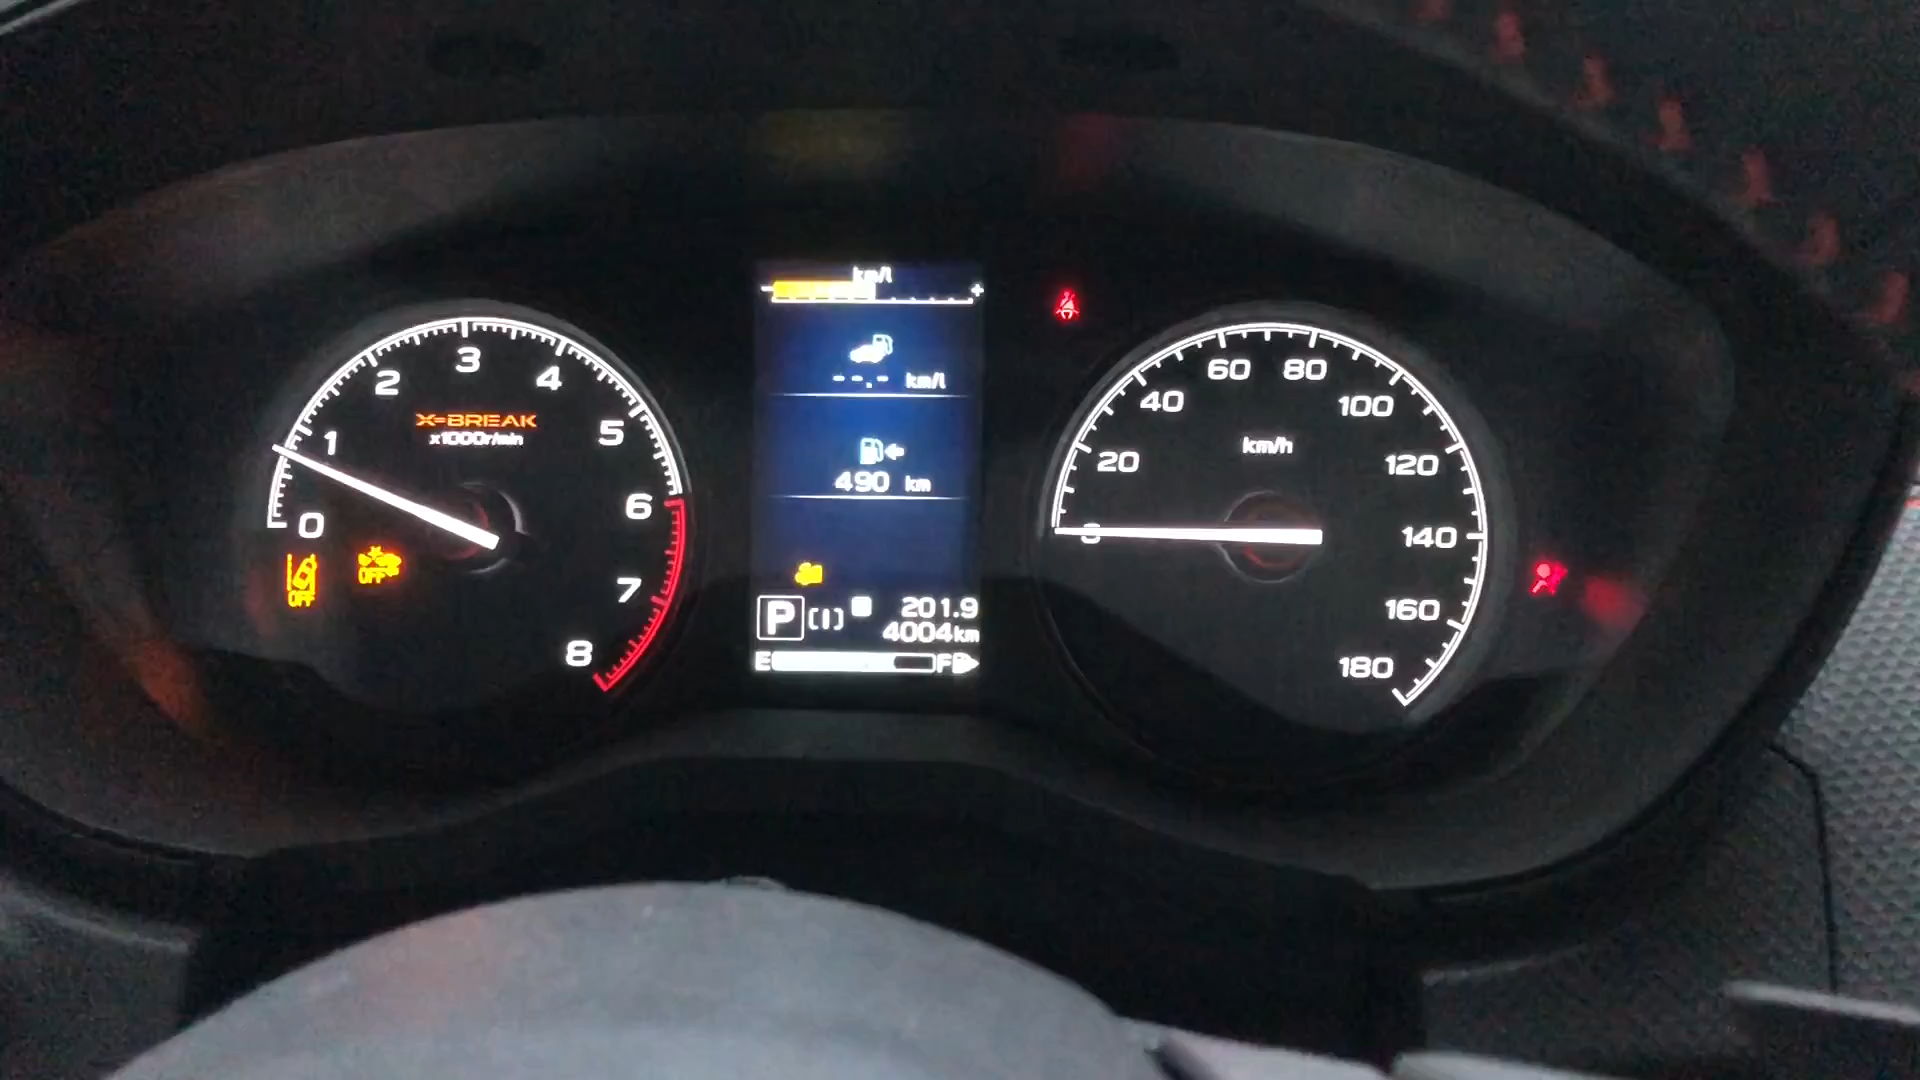 0
1
2
3
4
5
6
7
8
X-BREAK
x1000r/min
OFF
OFF
km/l
- +
--.- km/l
490 km
P [I]
201.9
4004km
E F
20
40
60
80
100
120
140
160
180
km/h